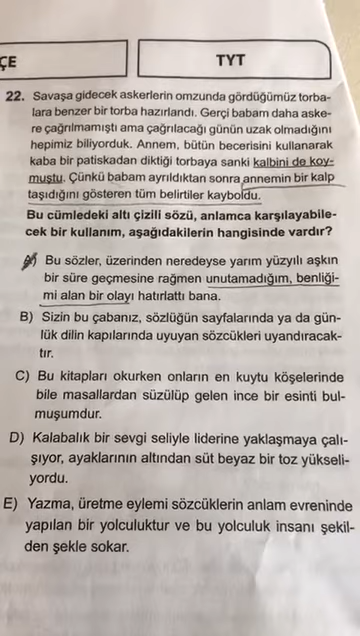 ÇE
TYT
22. Savaşa gidecek askerlerin omzunda gördüğümüz torba-
lara benzer bir torba hazırlandı. Gerçi babam daha aske-
re çağrılmamıştı ama çağrılacağı günün uzak olmadığını
hepimiz biliyorduk. Annem, bütün becerisini kullanarak
kaba bir patiskadan diktiği torbaya sanki kalbini de koy-
muştu. Çünkü babam ayrıldıktan sonra annemin bir kalp
taşıdığını gösteren tüm belirtiler kayboldu.
Bu cümledeki altı çizili sözü, anlamca karşılayabile-
cek bir kullanım, aşağıdakilerin hangisinde vardır?
A) Bu sözler, üzerinden neredeyse yarım yüzyılı aşkın
bir süre geçmesine rağmen unutamadığım, benliği-
mi alan bir olayı hatırlattı bana.
B) Sizin bu çabanız, sözlüğün sayfalarında ya da gün-
lük dilin kapılarında uyuyan sözcükleri uyandıracak-
tır.
C) Bu kitapları okurken onların en kuytu köşelerinde
bile masallardan süzülüp gelen ince bir esinti bul-
muşumdur.
D) Kalabalık bir sevgi seliyle liderine yaklaşmaya çalı-
şıyor, ayaklarının altından süt beyaz bir toz yükseli-
yordu.
E) Yazma, üretme eylemi sözcüklerin anlam evreninde
yapılan bir yolculuktur ve bu yolculuk insanı şekil-
den şekle sokar.